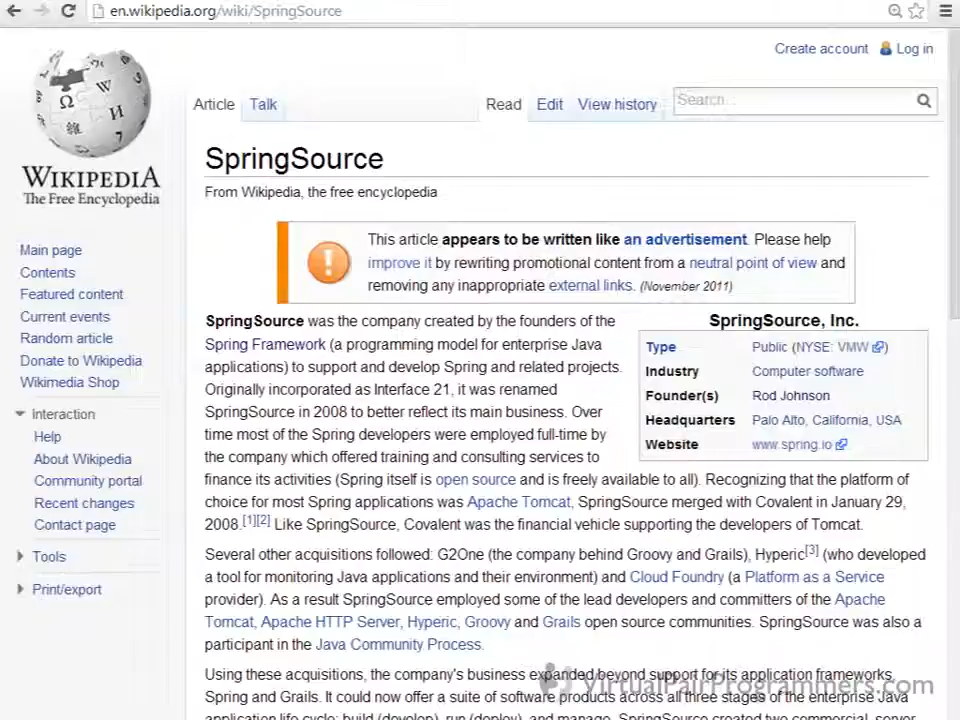 en.wikipedia.org/wiki/SpringSource
Create account Log in
Article Talk Read Edit View history Search...
WIKIPEDIA
The Free Encyclopedia
Main page
Contents
Featured content
Current events
Random article
Donate to Wikipedia
Wikimedia Shop
Interaction
Help
About Wikipedia
Community portal
Recent changes
Contact page
Tools
Print/export
SpringSource
From Wikipedia, the free encyclopedia
This article appears to be written like an advertisement. Please help
improve it by rewriting promotional content from a neutral point of view and
removing any inappropriate external links. (November 2011)
SpringSource was the company created by the founders of the
Spring Framework (a programming model for enterprise Java
applications) to support and develop Spring and related projects.
Originally incorporated as Interface 21, it was renamed
SpringSource in 2008 to better reflect its main business. Over
time most of the Spring developers were employed full-time by
the company which offered training and consulting services to
finance its activities (Spring itself is open source and is freely available to all). Recognizing that the platform of
choice for most Spring applications was Apache Tomcat, SpringSource merged with Covalent in January 29,
2008.[1][2] Like SpringSource, Covalent was the financial vehicle supporting the developers of Tomcat.
SpringSource, Inc.
Type Public (NYSE: VMW)
Industry Computer software
Founder(s) Rod Johnson
Headquarters Palo Alto, California, USA
Website www.spring.io
Several other acquisitions followed: G2One (the company behind Groovy and Grails), Hyperic[3] (who developed
a tool for monitoring Java applications and their environment) and Cloud Foundry (a Platform as a Service
provider). As a result SpringSource employed some of the lead developers and committers of the Apache
Tomcat, Apache HTTP Server, Hyperic, Groovy and Grails open source communities. SpringSource was also a
participant in the Java Community Process.
Using these acquisitions, the company's business expanded beyond support for its application frameworks,
Spring and Grails. It could now offer a suite of software products across all three stages of the enterprise Java
application life cycle: build (develop), run (deploy), and manage. SpringSource created two commercial, server
VirtualPairProgrammers.com